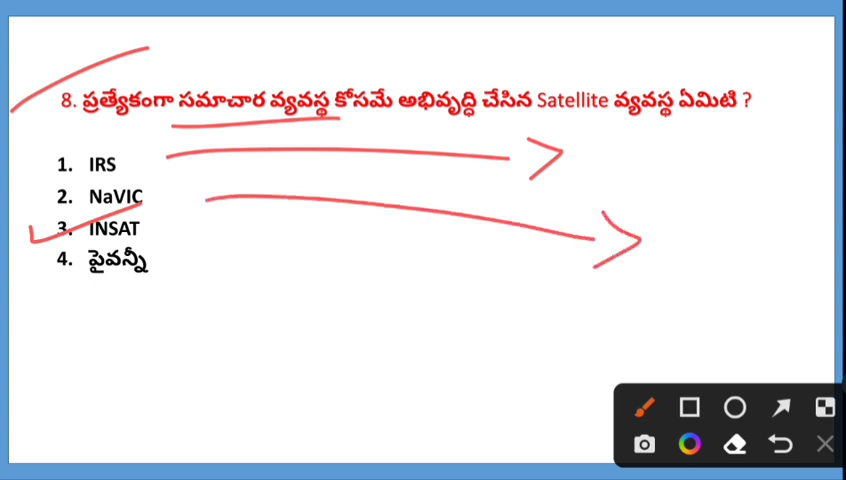 8. ప్రత్యేకంగా సమాచార వ్యవస్థ కోసమే అభివృద్ధి చేసిన Satellite వ్యవస్థ ఏమిటి ?
1. IRS
2. NaVIC
3. INSAT
4. పైవన్నీ